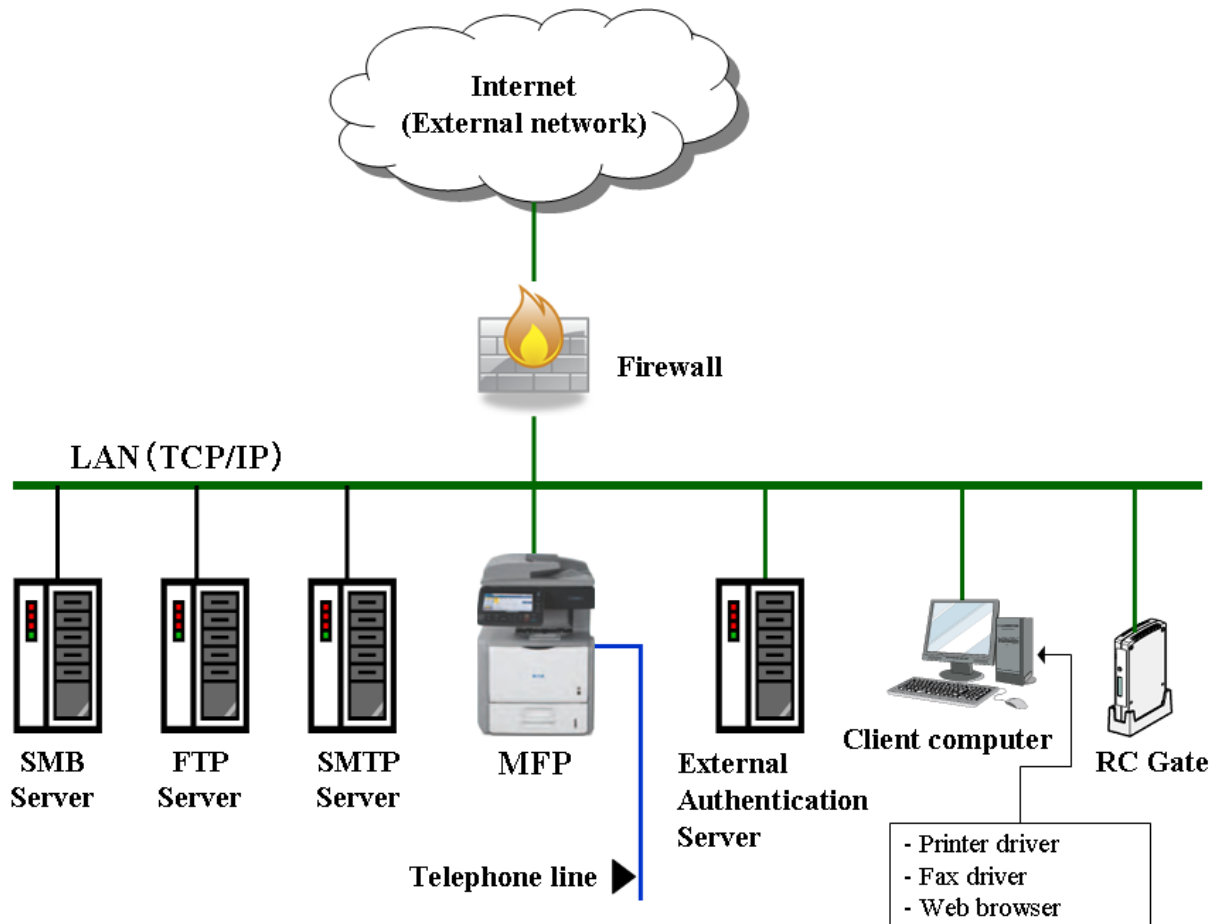 Internet
(External network)
Firewall
LAN（TCP/IP）
SMB
Server
FTP
Server
SMTP
Server
MFP
External
Authentication
Server
Client computer
RC Gate
Telephone line
- Printer driver
- Fax driver
- Web browser